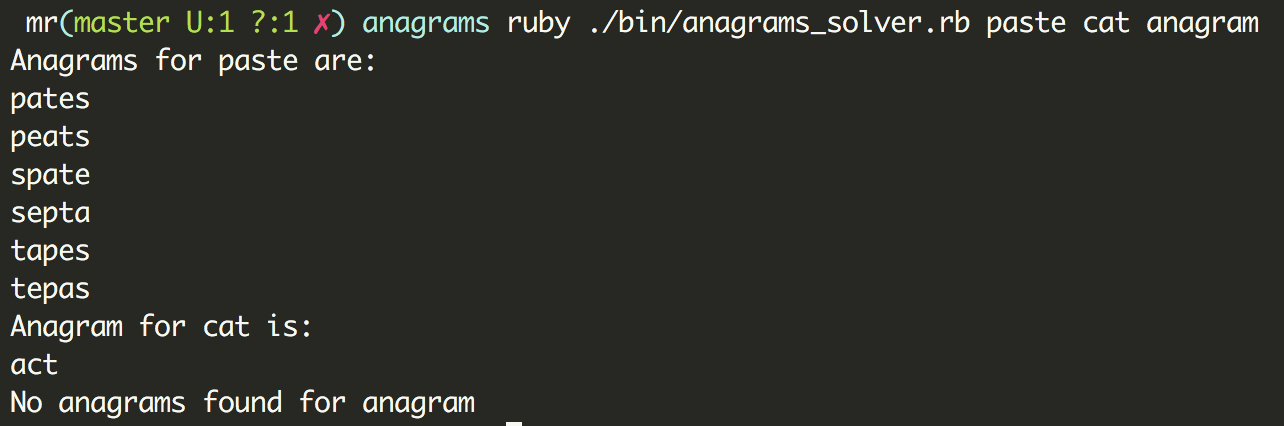 mr(master U:1 ?:1 ✗) anagrams ruby ./bin/anagrams_solver.rb paste cat anagram
Anagrams for paste are:
pates
peats
spate
septa
tapes
tepas
Anagram for cat is:
act
No anagrams found for anagram